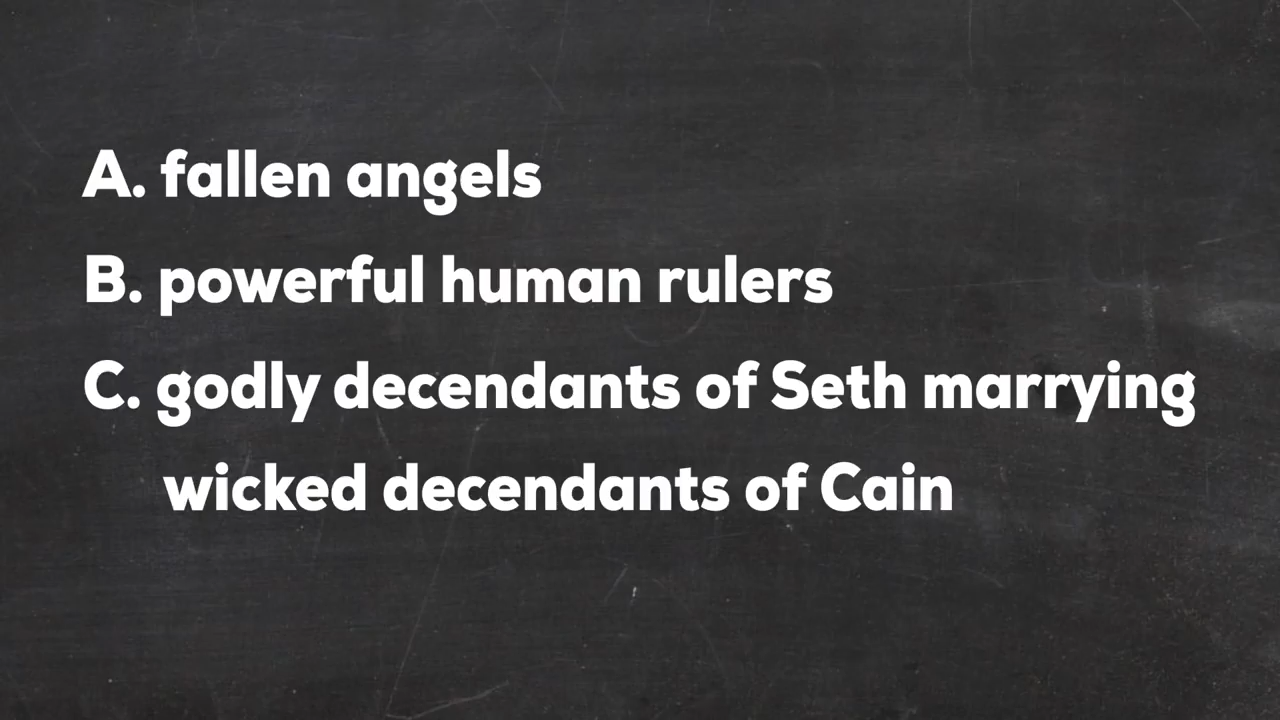 A. fallen angels
B. powerful human rulers
C. godly decendants of Seth marrying
wicked decendants of Cain